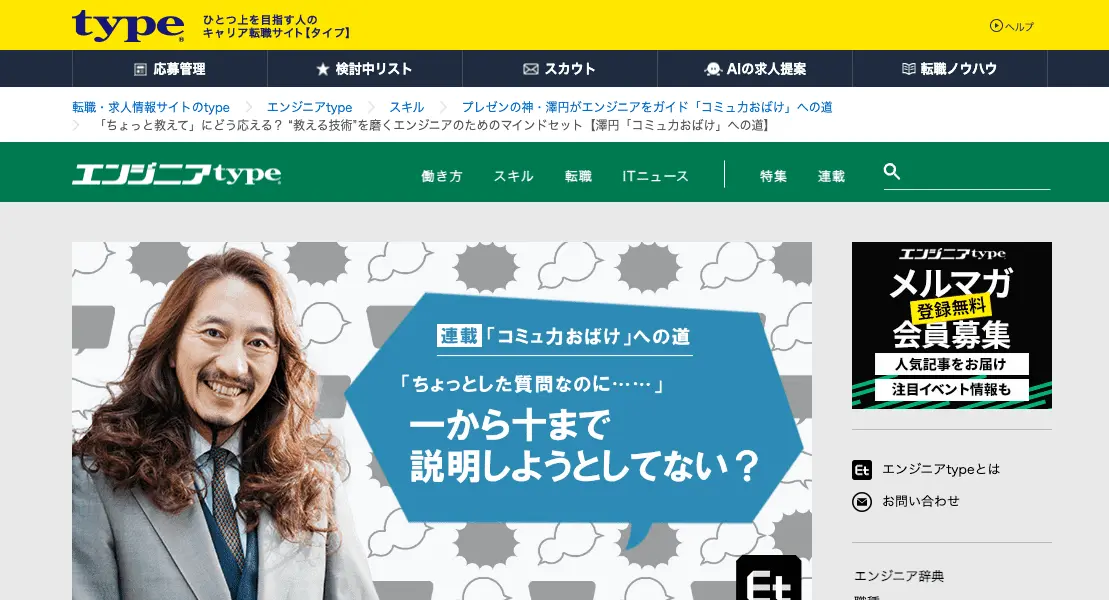 type
ひとつ上を目指す人の
キャリア転職サイト【タイプ】
ヘルプ
応募管理
検討中リスト
スカウト
AIの求人提案
転職ノウハウ
転職・求人情報サイトのtype
エンジニアtype
スキル
プレゼンの神・澤円がエンジニアをガイド「コミュ力おばけ」への道
「ちょっと教えて」にどう応える？ “教える技術”を磨くエンジニアのためのマインドセット【澤円「コミュ力おばけ」への道】
エンジニアtype
働き方
スキル
転職
ITニュース
特集
連載
連載「コミュ力おばけ」への道
「ちょっとした質問なのに……」
一から十まで
説明しようとしてない？
Et
エンジニアtype
メルマガ
登録無料
会員募集
人気記事をお届け
注目イベント情報も
Et エンジニアtypeとは
お問い合わせ
エンジニア辞典
職種